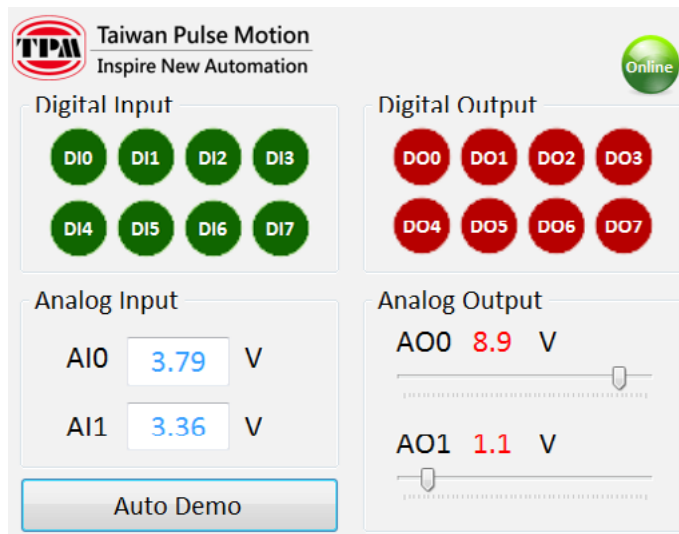 TPM
Taiwan Pulse Motion
Inspire New Automation
Online
Digital Input
DI0 DI1 DI2 DI3
DI4 DI5 DI6 DI7
Digital Output
DO0 DO1 DO2 DO3
DO4 DO5 DO6 DO7
Analog Input
AI0 3.79 V
AI1 3.36 V
Analog Output
AO0 8.9 V
AO1 1.1 V
Auto Demo